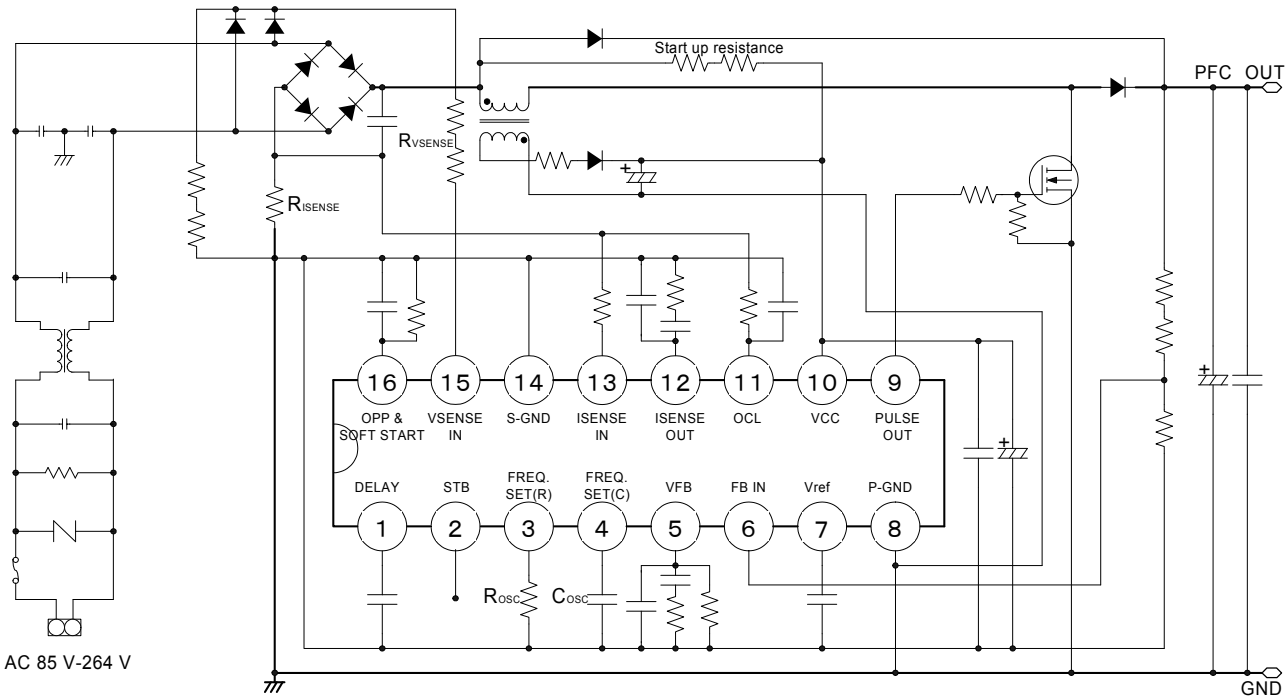 Start up resistance
PFC OUT
RVSENSE
RISENSE
16 15 14 13 12 11 10 9
OPP &
SOFT START
VSENSE
IN
S-GND
ISENSE
IN
ISENSE
OUT
OCL
VCC
PULSE
OUT
DELAY
STB
FREQ.
SET(R)
FREQ.
SET(C)
VFB
FB IN
Vref
P-GND
1 2 3 4 5 6 7 8
ROSC
COSC
AC 85 V-264 V
GND